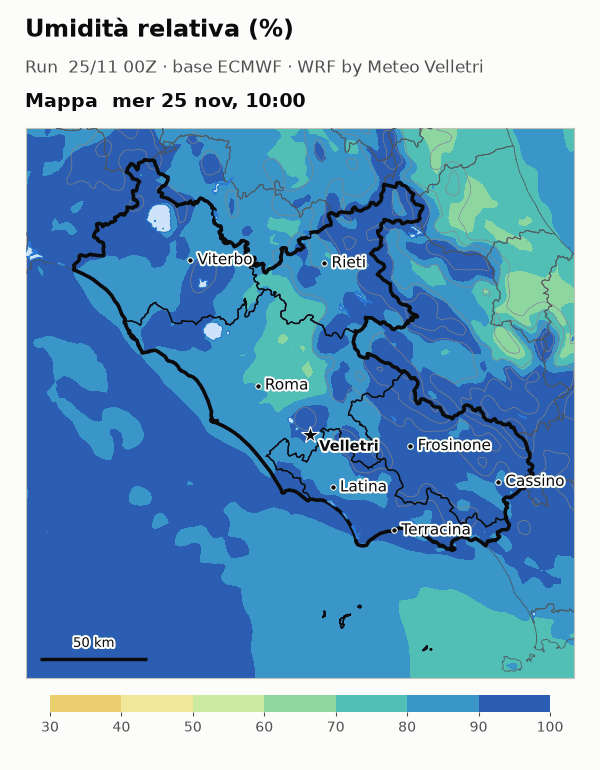 Umidità relativa (%)
Run  25/11 00Z · base ECMWF · WRF by Meteo Velletri
Mappa  mer 25 nov, 10:00
Viterbo
Rieti
Roma
Velletri
Frosinone
Cassino
Latina
Terracina
50 km
30 40 50 60 70 80 90 100